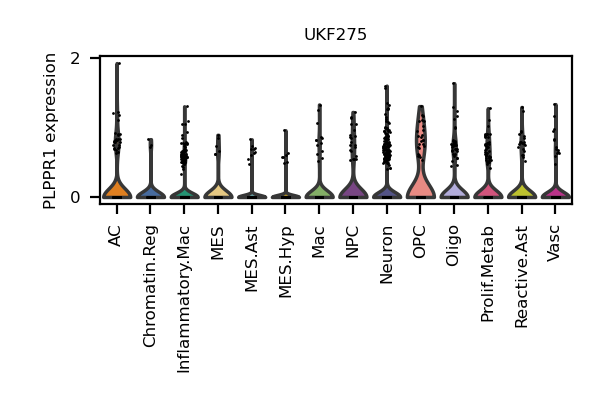 UKF275
PLPPR1 expression
2
0
AC
Chromatin.Reg
Inflammatory.Mac
MES
MES.Ast
MES.Hyp
Mac
NPC
Neuron
OPC
Oligo
Prolif.Metab
Reactive.Ast
Vasc